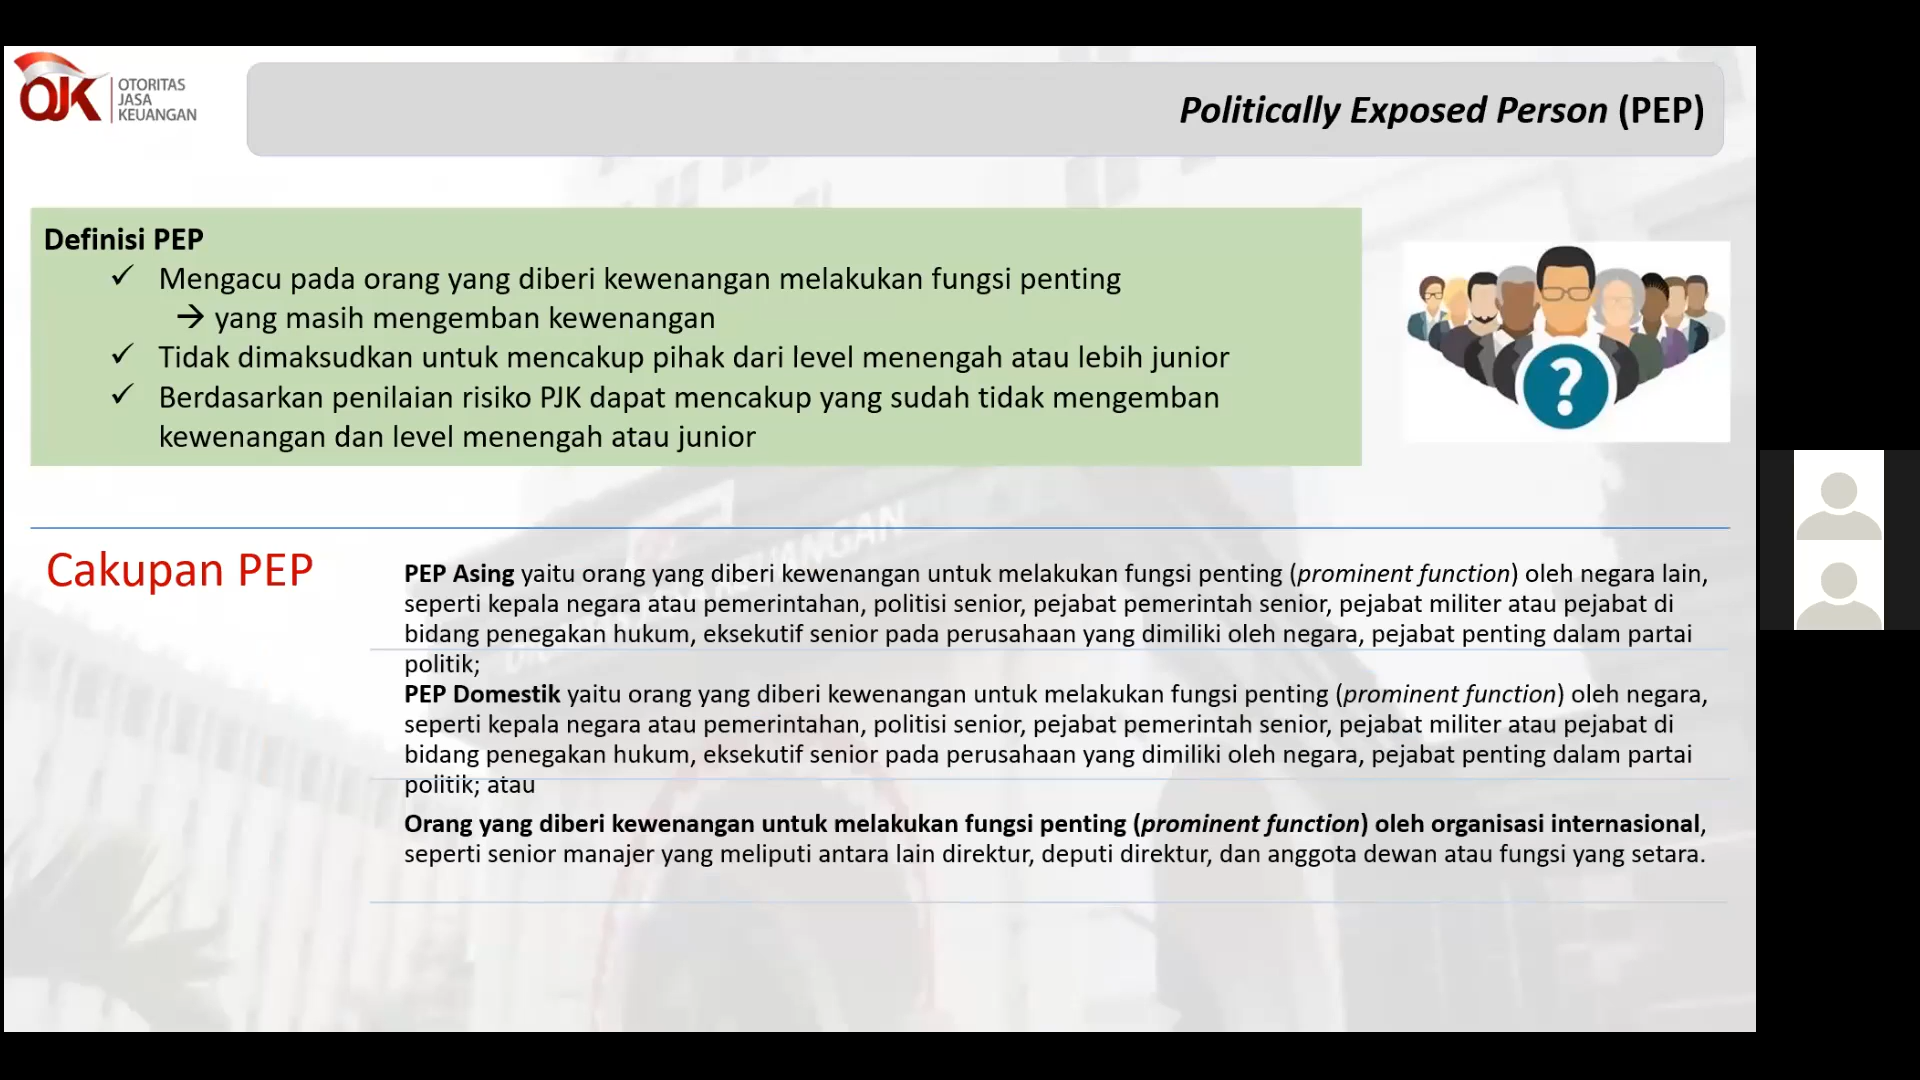 OJK
OTORITAS
JASA
KEUANGAN
Politically Exposed Person (PEP)
Definisi PEP
✓ Mengacu pada orang yang diberi kewenangan melakukan fungsi penting
→ yang masih mengemban kewenangan
✓ Tidak dimaksudkan untuk mencakup pihak dari level menengah atau lebih junior
✓ Berdasarkan penilaian risiko PJK dapat mencakup yang sudah tidak mengemban
kewenangan dan level menengah atau junior
?
Cakupan PEP
PEP Asing yaitu orang yang diberi kewenangan untuk melakukan fungsi penting (prominent function) oleh negara lain,
seperti kepala negara atau pemerintahan, politisi senior, pejabat pemerintah senior, pejabat militer atau pejabat di
bidang penegakan hukum, eksekutif senior pada perusahaan yang dimiliki oleh negara, pejabat penting dalam partai
politik;
PEP Domestik yaitu orang yang diberi kewenangan untuk melakukan fungsi penting (prominent function) oleh negara,
seperti kepala negara atau pemerintahan, politisi senior, pejabat pemerintah senior, pejabat militer atau pejabat di
bidang penegakan hukum, eksekutif senior pada perusahaan yang dimiliki oleh negara, pejabat penting dalam partai
politik; atau
Orang yang diberi kewenangan untuk melakukan fungsi penting (prominent function) oleh organisasi internasional,
seperti senior manajer yang meliputi antara lain direktur, deputi direktur, dan anggota dewan atau fungsi yang setara.